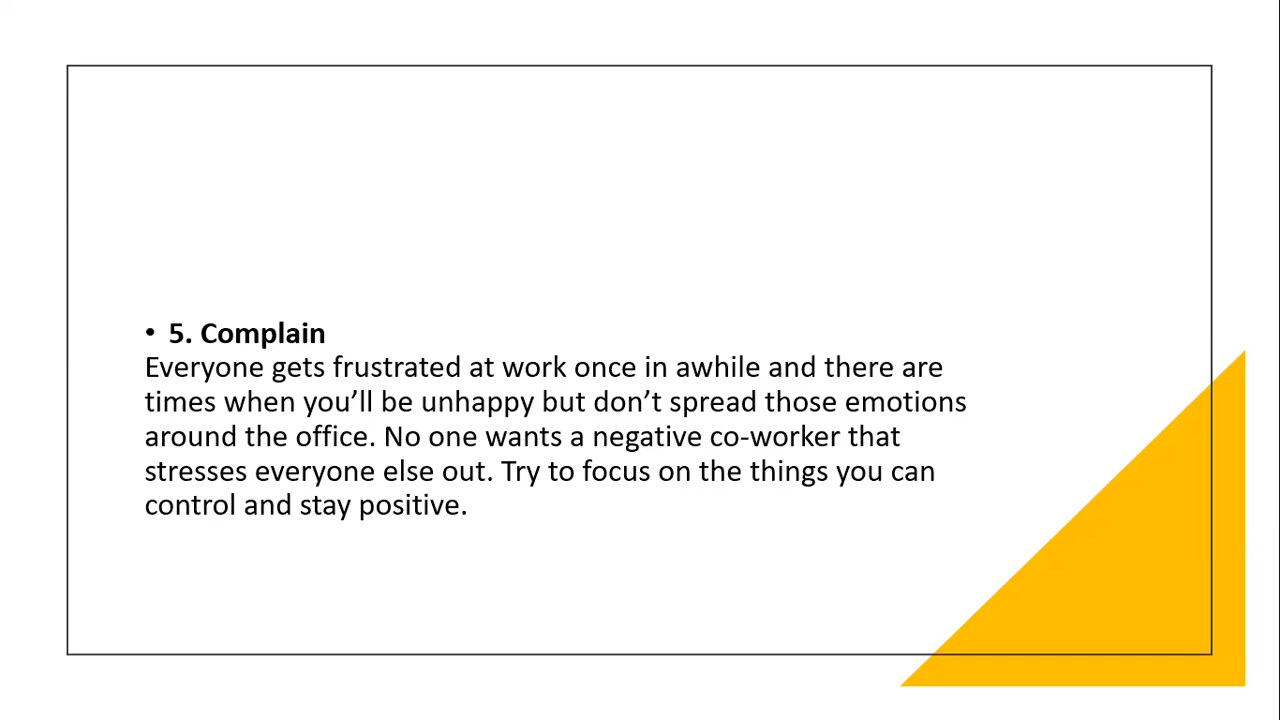 • 5. Complain
Everyone gets frustrated at work once in awhile and there are
times when you’ll be unhappy but don’t spread those emotions
around the office. No one wants a negative co-worker that
stresses everyone else out. Try to focus on the things you can
control and stay positive.